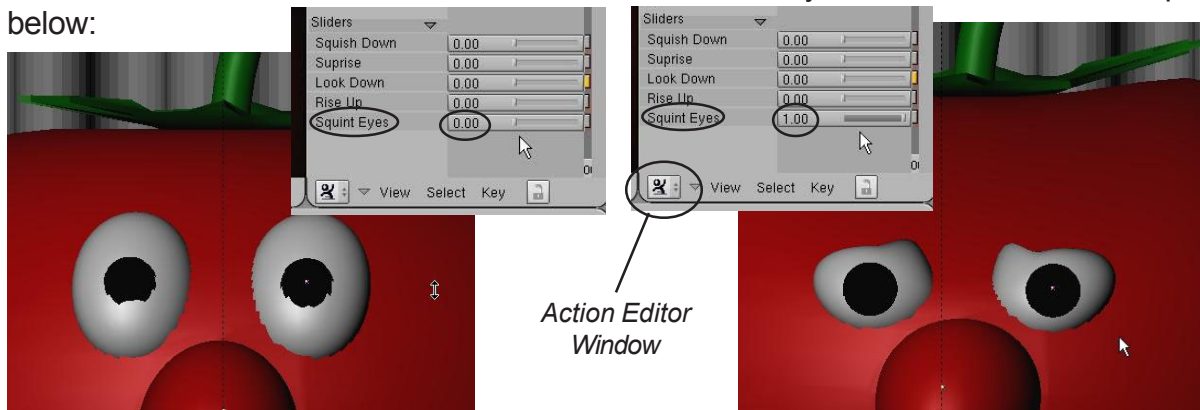 below:
Sliders
Squish Down 0.00
Suprise 0.00
Look Down 0.00
Rise Up 0.00
Squint Eyes 0.00
View Select Key
Sliders
Squish Down 0.00
Suprise 0.00
Look Down 0.00
Rise Up 0.00
Squint Eyes 1.00
View Select Key
Action Editor
Window